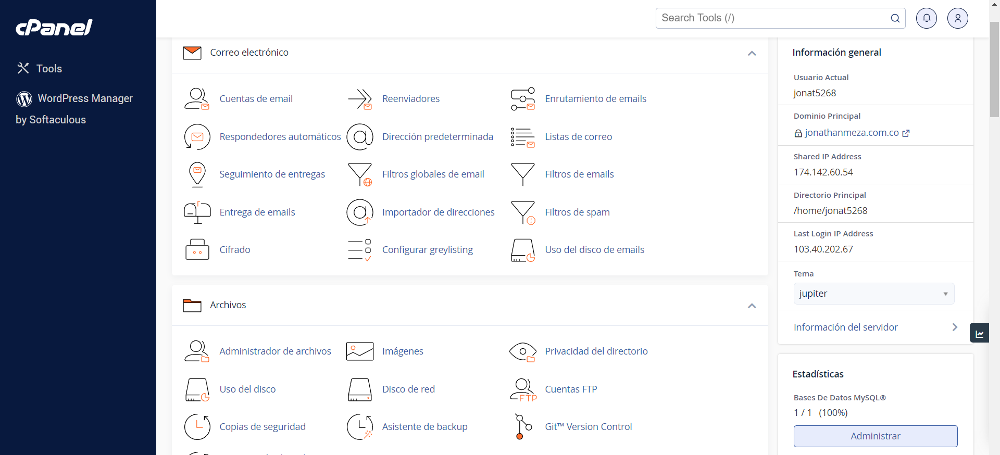 cPanel
Search Tools (/)
Tools
WordPress Manager
by Softaculous
Correo electrónico
Cuentas de email
Reenviadores
Enrutamiento de emails
Respondedores automáticos
Dirección predeterminada
Listas de correo
Seguimiento de entregas
Filtros globales de email
Filtros de emails
Entrega de emails
Importador de direcciones
Filtros de spam
Cifrado
Configurar greylisting
Uso del disco de emails
Archivos
Administrador de archivos
Imágenes
Privacidad del directorio
Uso del disco
Disco de red
Cuentas FTP
FTP
Copias de seguridad
Asistente de backup
Git™ Version Control
Información general
Usuario Actual
jonat5268
Dominio Principal
jonathanmeza.com.co
Shared IP Address
174.142.60.54
Directorio Principal
/home/jonat5268
Last Login IP Address
103.40.202.67
Tema
jupiter
Información del servidor
Estadísticas
Bases De Datos MySQL®
1 / 1 (100%)
Administrar